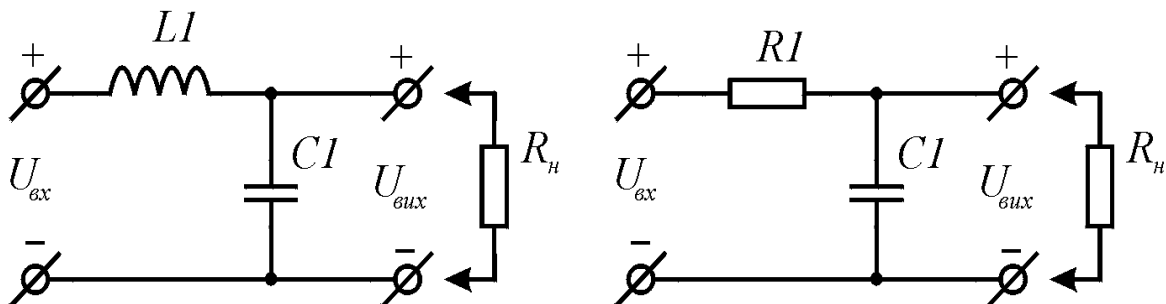 L1
+ +
C1
R_н
U_вх
U_вих
− −
R1
+ +
C1
R_н
U_вх
U_вих
− −